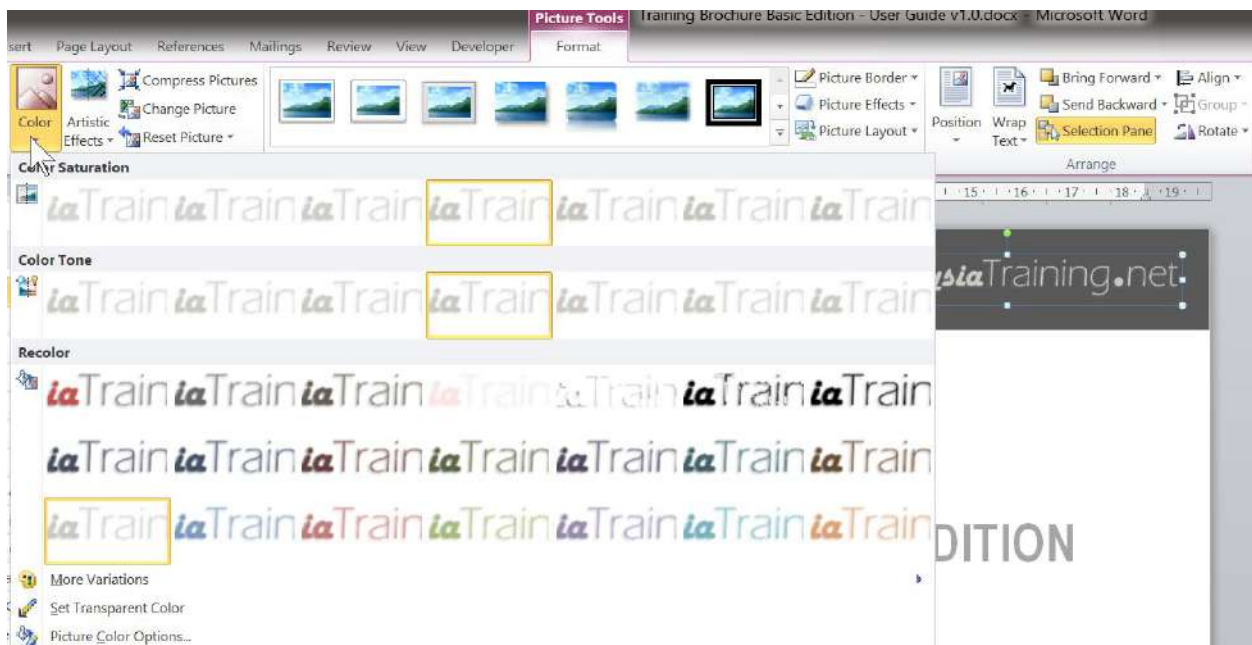 Picture Tools Training Brochure Basic Edition - User Guide v1.0.docx - Microsoft Word
sert Page Layout References Mailings Review View Developer Format
Compress Pictures Picture Border Bring Forward Align
Change Picture Picture Effects Send Backward Group
Color Artistic Effects Reset Picture Picture Layout Position Wrap Text Selection Pane Rotate
Arrange
Color Saturation
15 16 17 18 19
iaTrain iaTrain iaTrain iaTrain iaTrain iaTrain iaTrain
Color Tone
ysiaTraining.net
iaTrain iaTrain iaTrain iaTrain iaTrain iaTrain iaTrain
Recolor
iaTrain iaTrain iaTrain iaTrain iaTrain iaTrain iaTrain
iaTrain iaTrain iaTrain iaTrain iaTrain iaTrain iaTrain
iaTrain iaTrain iaTrain iaTrain iaTrain iaTrain iaTrain
DITION
More Variations
Set Transparent Color
Picture Color Options...